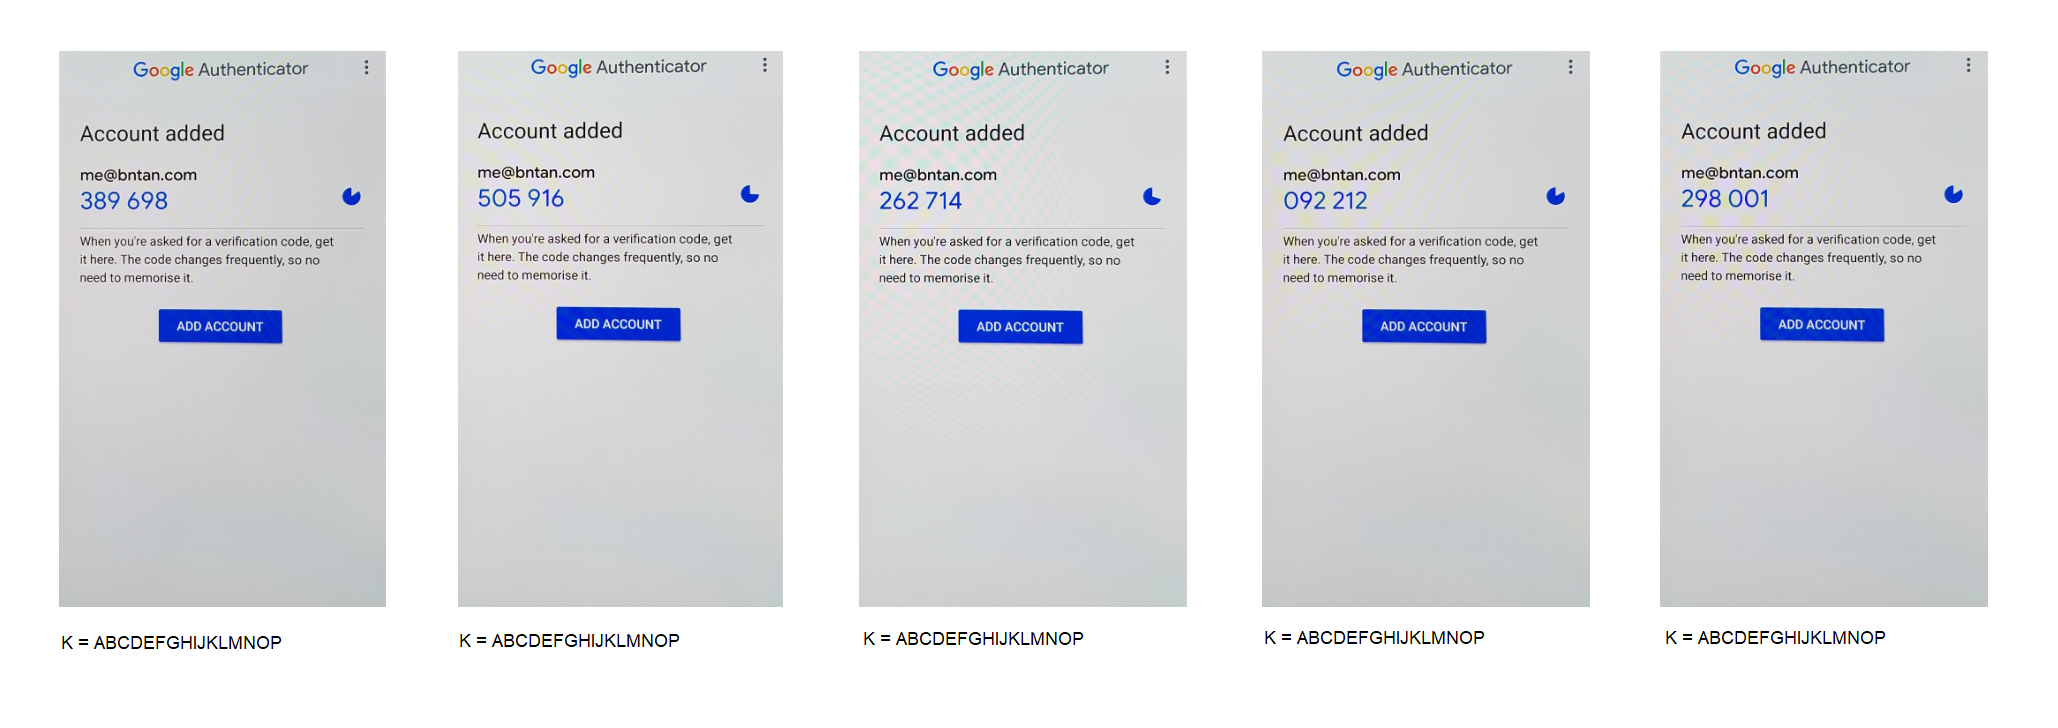 Google Authenticator
Account added
me@bntan.com
389 698
When you're asked for a verification code, get
it here. The code changes frequently, so no
need to memorise it.
ADD ACCOUNT
K = ABCDEFGHIJKLMNOP
Google Authenticator
Account added
me@bntan.com
505 916
When you're asked for a verification code, get
it here. The code changes frequently, so no
need to memorise it.
ADD ACCOUNT
K = ABCDEFGHIJKLMNOP
Google Authenticator
Account added
me@bntan.com
262 714
When you're asked for a verification code, get
it here. The code changes frequently, so no
need to memorise it.
ADD ACCOUNT
K = ABCDEFGHIJKLMNOP
Google Authenticator
Account added
me@bntan.com
092 212
When you're asked for a verification code, get
it here. The code changes frequently, so no
need to memorise it.
ADD ACCOUNT
K = ABCDEFGHIJKLMNOP
Google Authenticator
Account added
me@bntan.com
298 001
When you're asked for a verification code, get
it here. The code changes frequently, so no
need to memorise it.
ADD ACCOUNT
K = ABCDEFGHIJKLMNOP